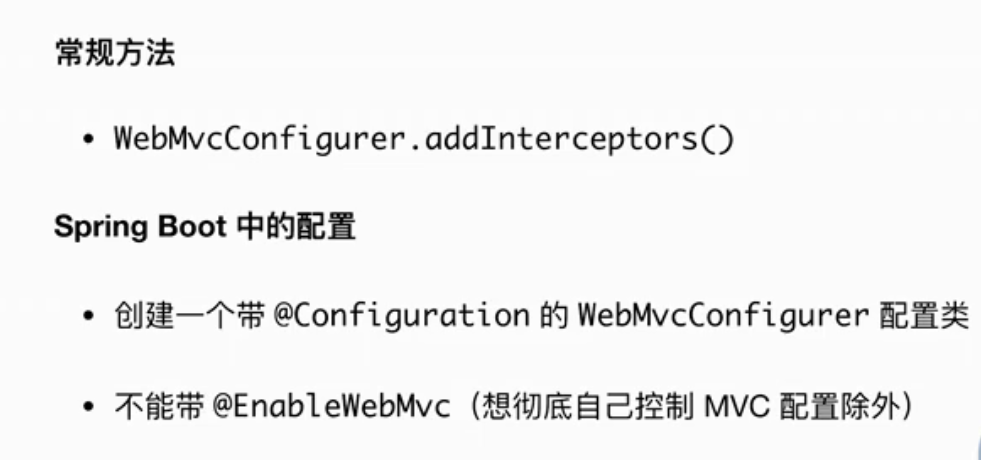 常规方法
• WebMvcConfigurer.addInterceptors()
Spring Boot 中的配置
• 创建一个带 @Configuration 的 WebMvcConfigurer 配置类
• 不能带 @EnableWebMvc（想彻底自己控制 MVC 配置除外）